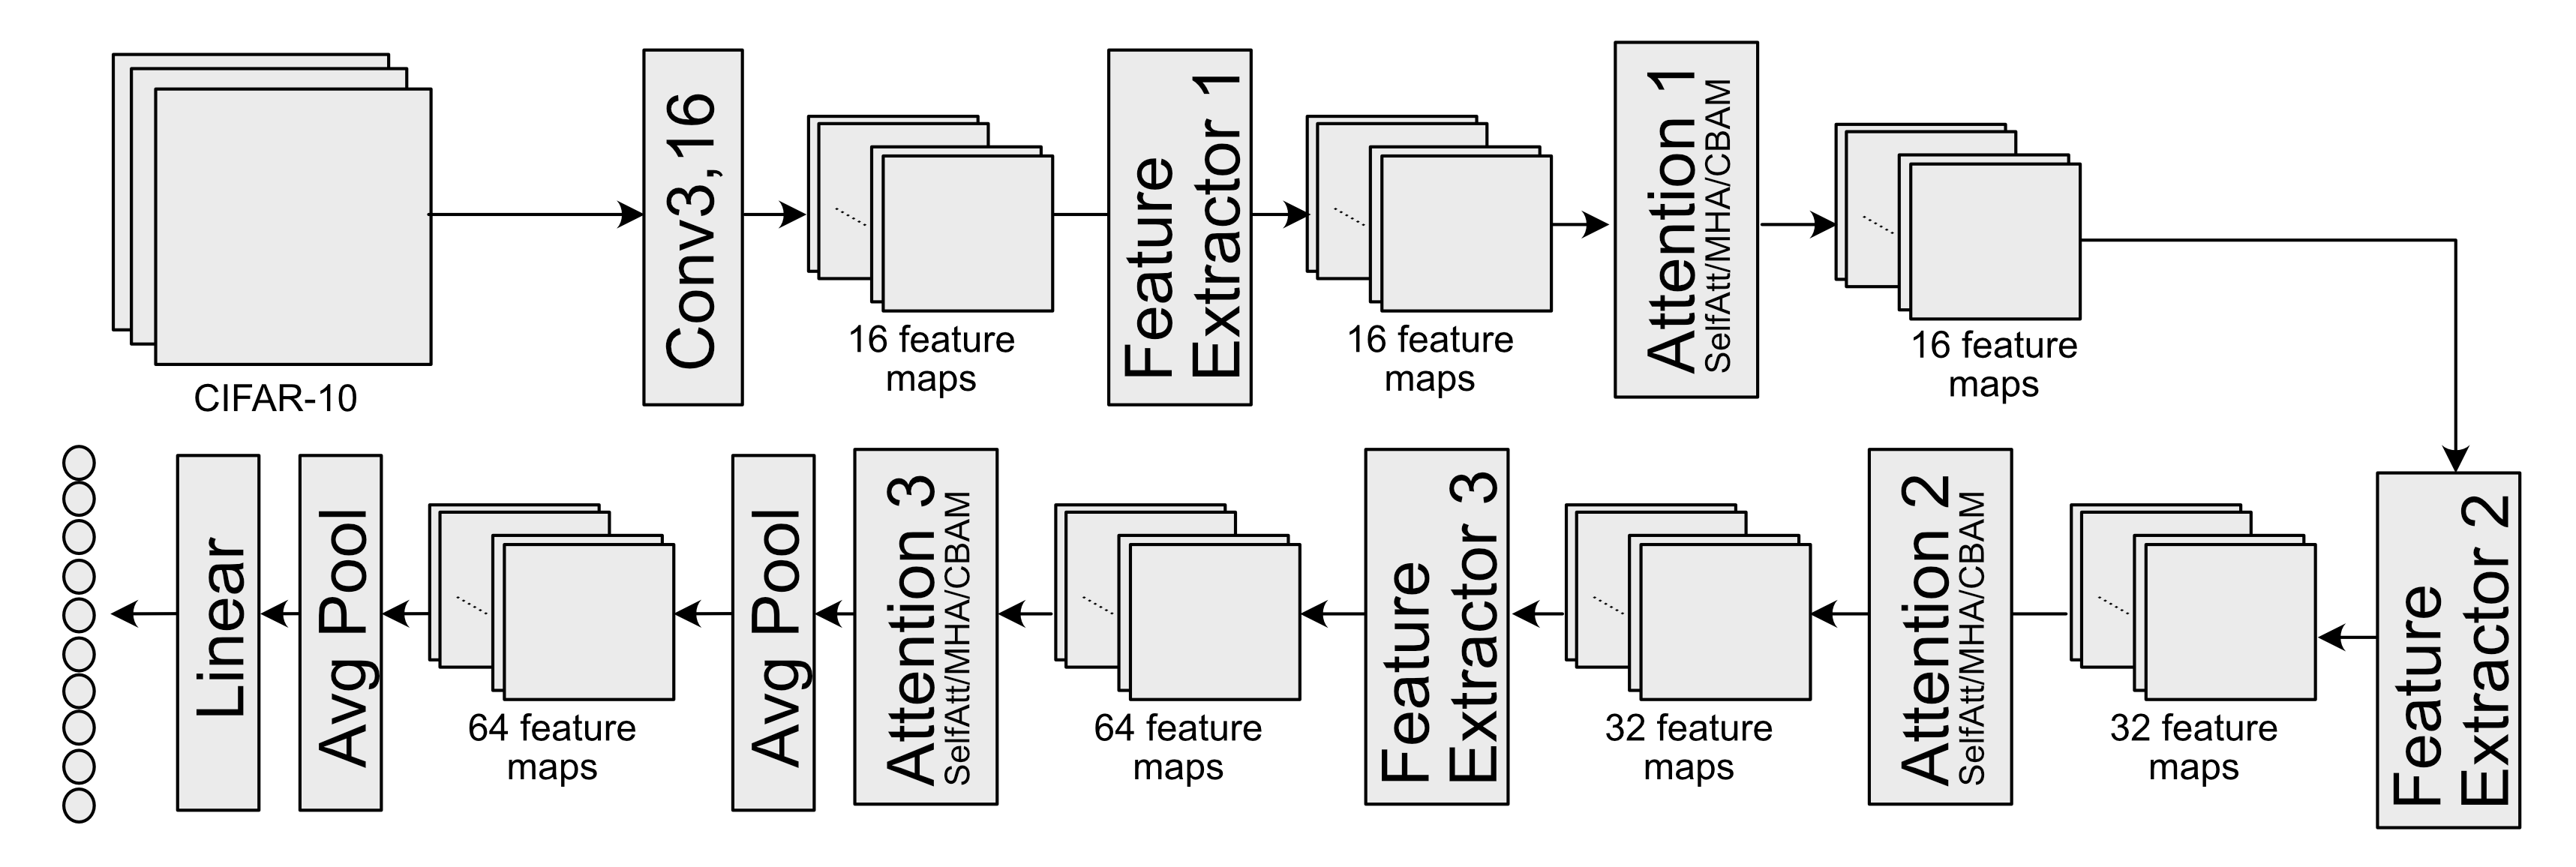 CIFAR-10
Conv3,16
16 feature
maps
Feature
Extractor 1
16 feature
maps
Attention 1
SelfAtt/MHA/CBAM
16 feature
maps
Feature
Extractor 2
32 feature
maps
Attention 2
SelfAtt/MHA/CBAM
32 feature
maps
Feature
Extractor 3
64 feature
maps
Attention 3
SelfAtt/MHA/CBAM
Avg Pool
64 feature
maps
Avg Pool
Linear